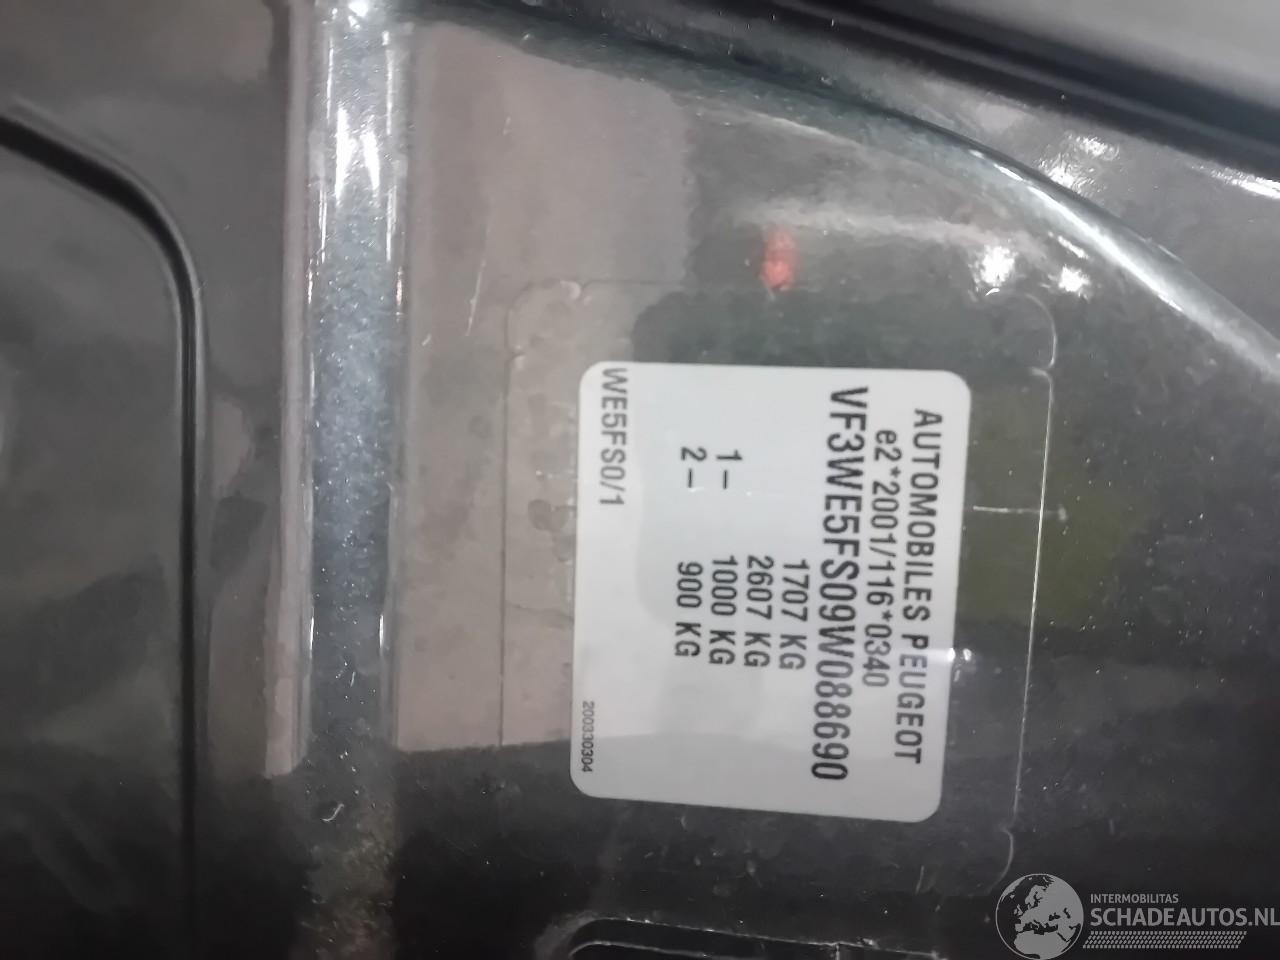 AUTOMOBILES PEUGEOT
e2*2001/116*0340
VF3WE5FS09W088690
1707 KG
2607 KG
1– 1000 KG
2– 900 KG
WE5FS0/1
200330304
INTERMOBILITAS
SCHADEAUTOS.NL